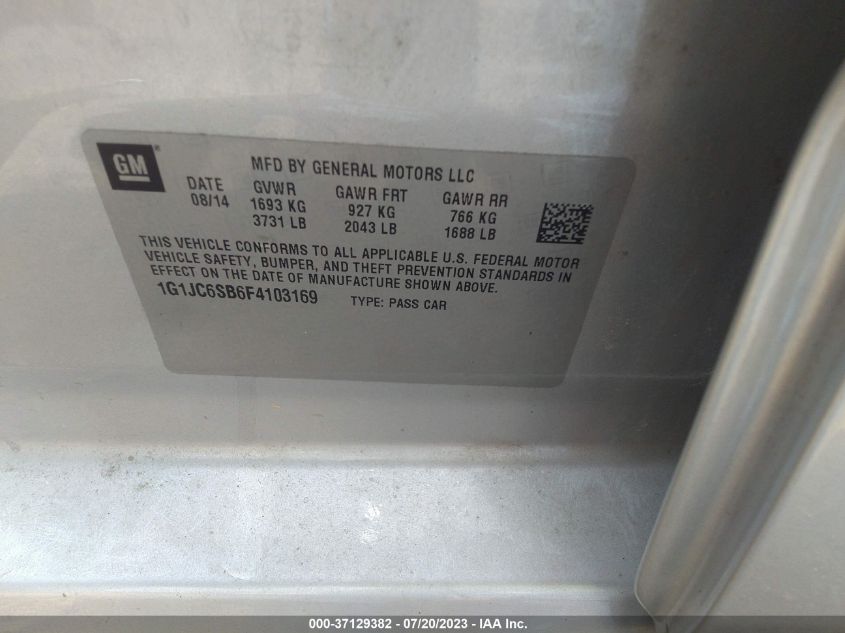 GM
MFD BY GENERAL MOTORS LLC
DATE GVWR GAWR FRT GAWR RR
08/14 1693 KG 927 KG 766 KG
3731 LB 2043 LB 1688 LB
THIS VEHICLE CONFORMS TO ALL APPLICABLE U.S. FEDERAL MOTOR
VEHICLE SAFETY, BUMPER, AND THEFT PREVENTION STANDARDS IN
EFFECT ON THE DATE OF MANUFACTURE SHOWN ABOVE.
1G1JC6SB6F4103169 TYPE: PASS CAR
000-37129382 - 07/20/2023 - IAA Inc.